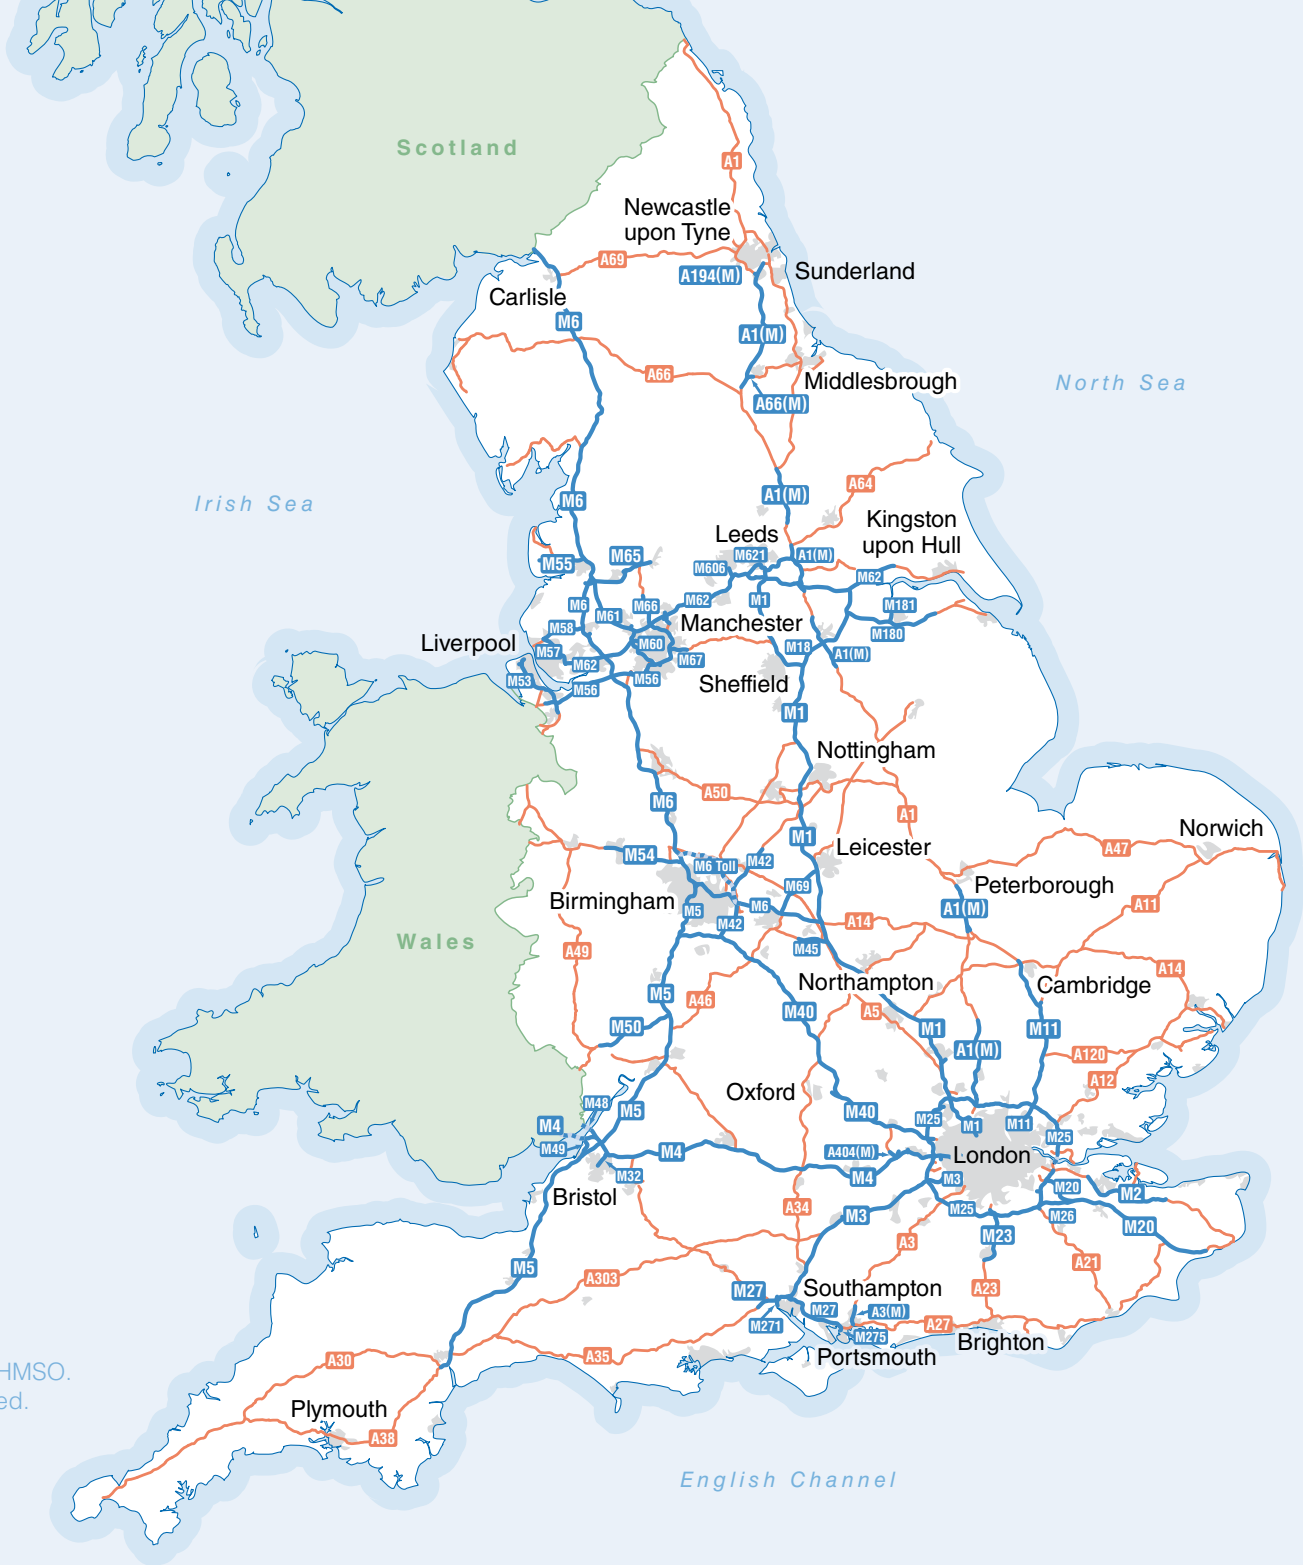 Scotland
A1
Newcastle
upon Tyne
A69
A194(M)
Sunderland
Carlisle
M6
A1(M)
A66
Middlesbrough
A66(M)
North Sea
Irish Sea
M6
A1(M)
A64
Kingston
upon Hull
Leeds
M621
A1(M)
M55
M65
M606
M62
M6
M61
M66
M62
M1
M181
M58
M180
Liverpool
M57
M60
Manchester
M62
M67
M18
A1(M)
M53
M56
M56
Sheffield
M1
Nottingham
A50
M6
A1
M1
Leicester
A47
Norwich
M54
M6 Toll
M42
M69
Peterborough
Birmingham
M5
M6
M42
A1(M)
A11
A14
Wales
A49
M45
A14
Northampton
Cambridge
M5
A46
M40
A5
M50
M1
M11
A1(M)
A120
A12
Oxford
M48
M5
M40
M4
M25
M1
M11
M25
M49
M4
A404(M)
London
M32
M4
M3
M20
M2
Bristol
A34
M3
M25
M26
M20
M23
A3
M5
A303
A21
M27
Southampton
A23
M27
A3(M)
M271
M275
A27
Brighton
A30
A35
Portsmouth
HMSO.
ed.
Plymouth
A38
English Channel